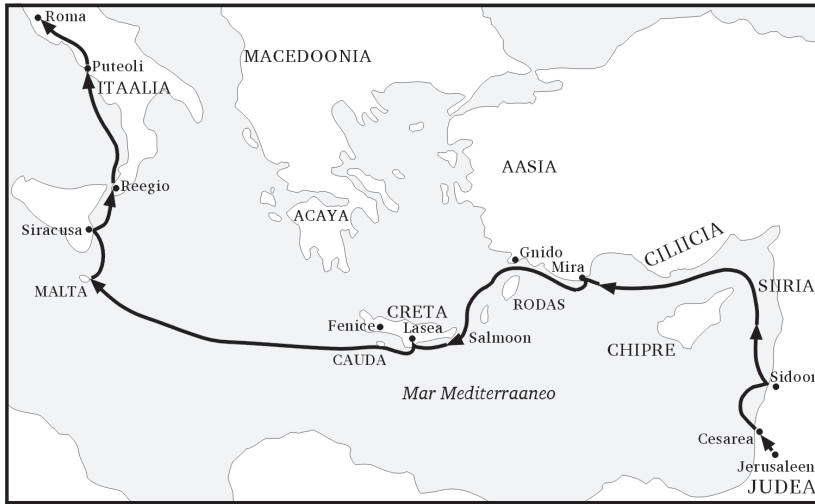 Roma
MACEDOONIA
Puteoli
ITAALIA
AASIA
Reegio
ACAYA
Siracusa
CILIICIA
Gnido
Mira
SIIRIA
MALTA
RODAS
CRETA
Fenice
Lasea
Salmoon
CHIPRE
CAUDA
Sidoon
Mar Mediterraaneo
Cesarea
Jerusaleen
JUDEA